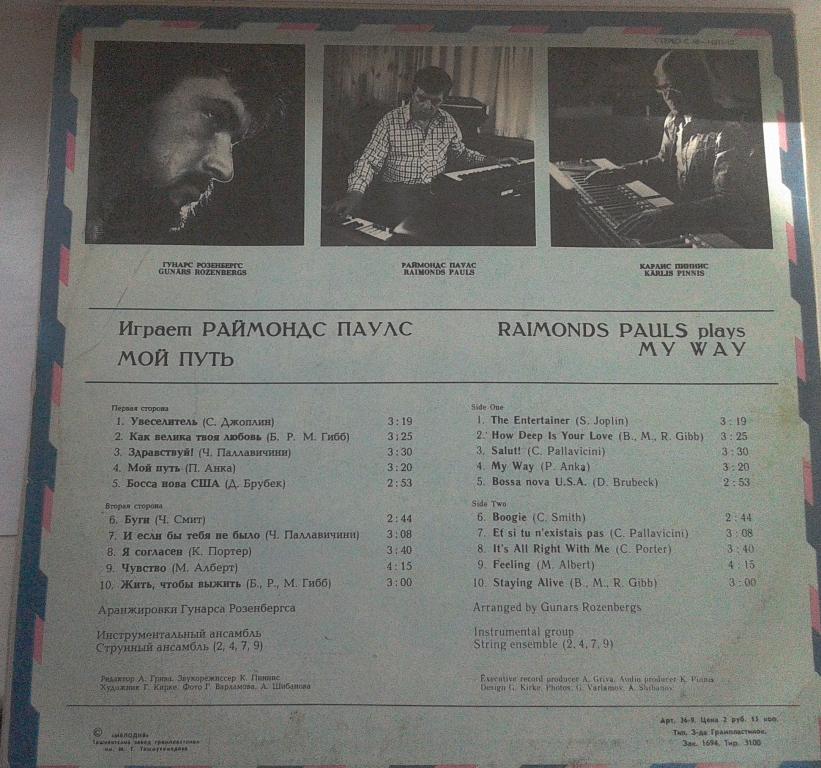 ГУНАРС РОЗЕНБЕРГС
GUNARS ROZENBERGS
РАЙМОНДС ПАУЛС
RAIMONDS PAULS
КАРЛИС ПИННИС
KARLIS PINNIS
Играет РАЙМОНДС ПАУЛС
МОЙ ПУТЬ
RAIMONDS PAULS plays
MY WAY
Первая сторона
1. Увеселитель (С. Джоплин) 3:19
2. Как велика твоя любовь (Б. Р. М. Гибб) 3:25
3. Здравствуй! (Ч. Паллавичини) 3:30
4. Мой путь (П. Анка) 3:20
5. Босса нова США (Д. Брубек) 2:53
Вторая сторона
6. Буги (Ч. Смит) 2:44
7. И если бы тебя не было (Ч. Паллавичини) 3:08
8. Я согласен (К. Портер) 3:40
9. Чувство (М. Алберт) 4:15
10. Жить, чтобы выжить (Б., Р., М. Гибб) 3:00
Аранжировки Гунарса Розенбергса
Инструментальный ансамбль
Струнный ансамбль (2, 4, 7, 9)
Редактор А. Грива. Звукорежиссер К. Пиннис
Художник Г. Кирке. Фото Г. Варламова, А. Шибанова
Side One
1. The Entertainer (S. Joplin) 3:19
2. How Deep Is Your Love (B., M., R. Gibb) 3:25
3. Salut! (C. Pallavicini) 3:30
4. My Way (P. Anka) 3:20
5. Bossa nova U.S.A. (D. Brubeck) 2:53
Side Two
6. Boogie (C. Smith) 2:44
7. Et si tu n'existais pas (C. Pallavicini) 3:08
8. It's All Right With Me (C. Porter) 3:40
9. Feeling (M. Albert) 4:15
10. Staying Alive (B., M., R. Gibb) 3:00
Arranged by Gunars Rozenbergs
Instrumental group
String ensemble (2, 4, 7, 9)
Executive record producer A. Griva. Audio producer K. Pinnis
Design G. Kirke. Photos: G. Varlamov, A. Shibanov
© «МЕЛОДИЯ»
Ташкентский завод грампластинок
им. М. Т. Ташмухамедова
Арт. 36-9. Цена 2 руб. 15 коп.
Тип. З-да Грампластинок.
Зак. 1694. Тир. 3100